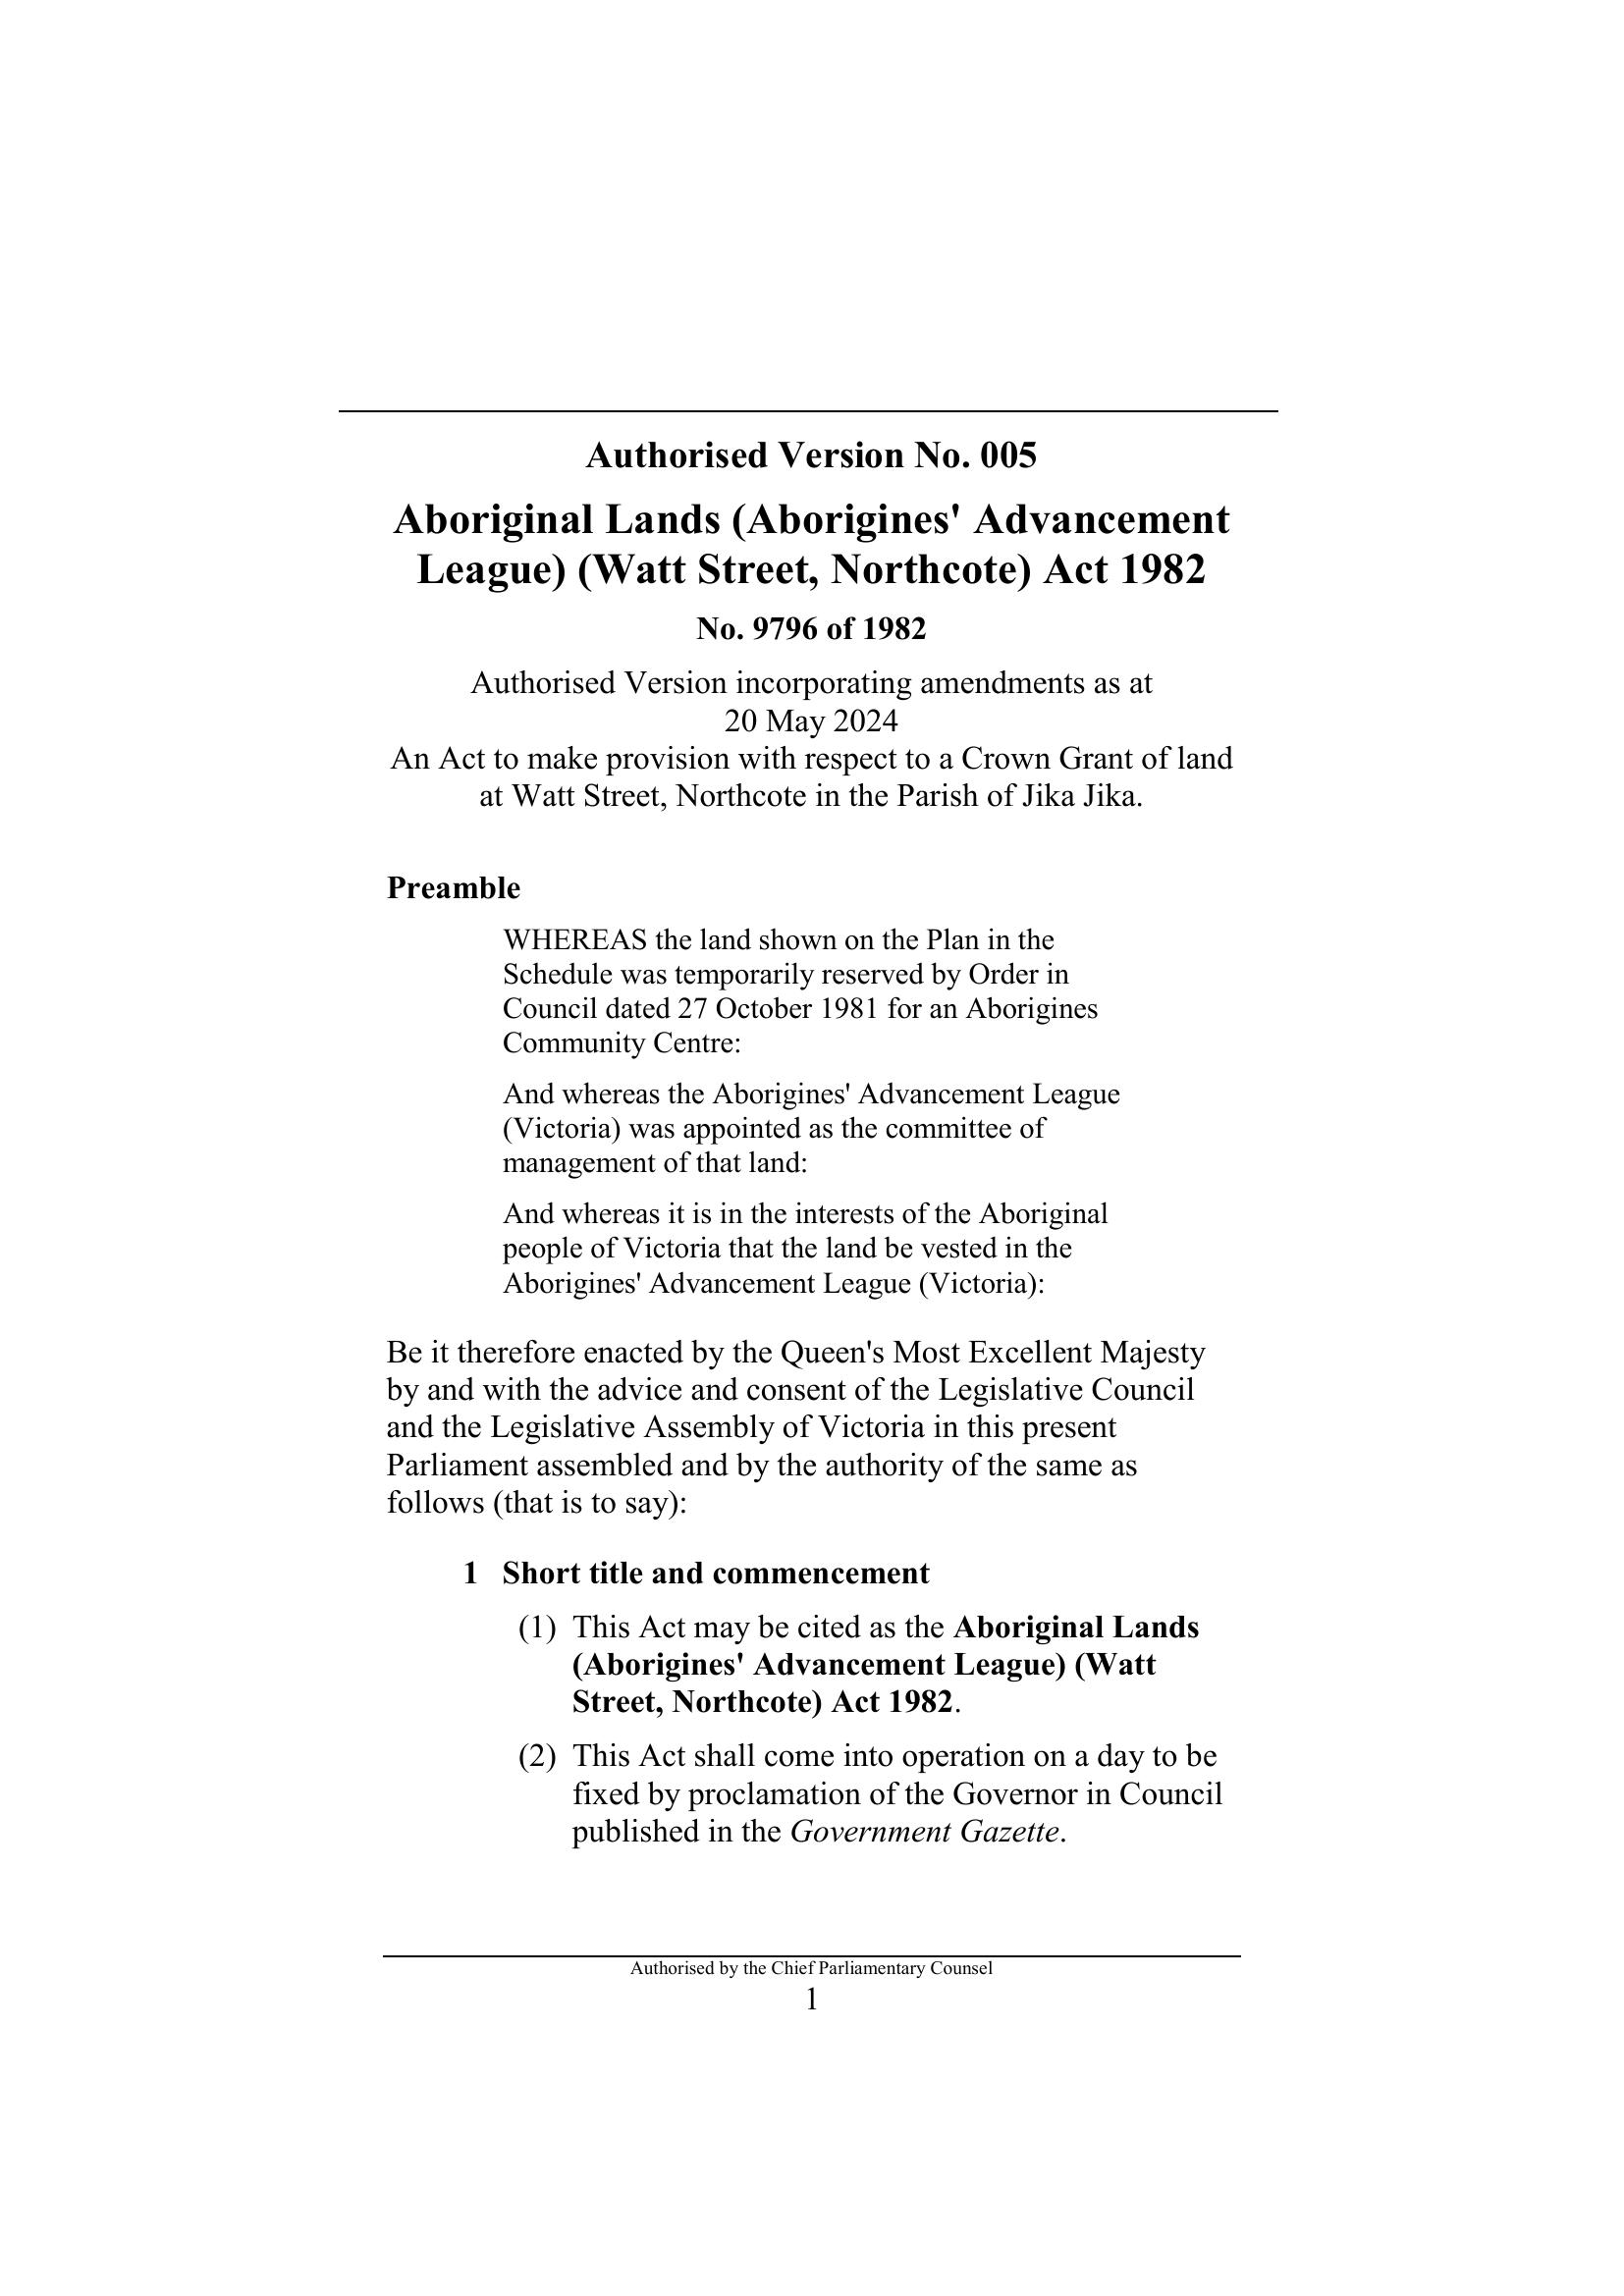 Authorised Version No. 005
Aboriginal Lands (Aborigines' Advancement
League) (Watt Street, Northcote) Act 1982
No. 9796 of 1982
Authorised Version incorporating amendments as at
20 May 2024
An Act to make provision with respect to a Crown Grant of land
at Watt Street, Northcote in the Parish of Jika Jika.
Preamble
WHEREAS the land shown on the Plan in the
Schedule was temporarily reserved by Order in
Council dated 27 October 1981 for an Aborigines
Community Centre:
And whereas the Aborigines' Advancement League
(Victoria) was appointed as the committee of
management of that land:
And whereas it is in the interests of the Aboriginal
people of Victoria that the land be vested in the
Aborigines' Advancement League (Victoria):
Be it therefore enacted by the Queen's Most Excellent Majesty
by and with the advice and consent of the Legislative Council
and the Legislative Assembly of Victoria in this present
Parliament assembled and by the authority of the same as
follows (that is to say):
1 Short title and commencement
(1) This Act may be cited as the Aboriginal Lands
(Aborigines' Advancement League) (Watt
Street, Northcote) Act 1982.
(2) This Act shall come into operation on a day to be
fixed by proclamation of the Governor in Council
published in the Government Gazette.
Authorised by the Chief Parliamentary Counsel
1